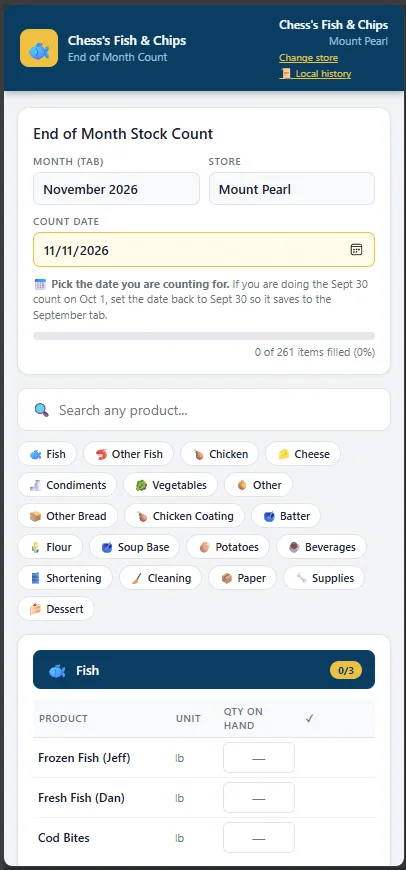 Chess's Fish & Chips
End of Month Count
Chess's Fish & Chips
Mount Pearl
Change store
Local history
End of Month Stock Count
MONTH (TAB)
STORE
November 2026
Mount Pearl
COUNT DATE
11/11/2026
Pick the date you are counting for. If you are doing the Sept 30
count on Oct 1, set the date back to Sept 30 so it saves to the
September tab.
0 of 261 items filled (0%)
Search any product...
Fish
Other Fish
Chicken
Cheese
Condiments
Vegetables
Other
Other Bread
Chicken Coating
Batter
Flour
Soup Base
Potatoes
Beverages
Shortening
Cleaning
Paper
Supplies
Dessert
Fish
0/3
PRODUCT
UNIT
QTY ON
HAND
✓
Frozen Fish (Jeff)
lb
—
Fresh Fish (Dan)
lb
—
Cod Bites
lb
—